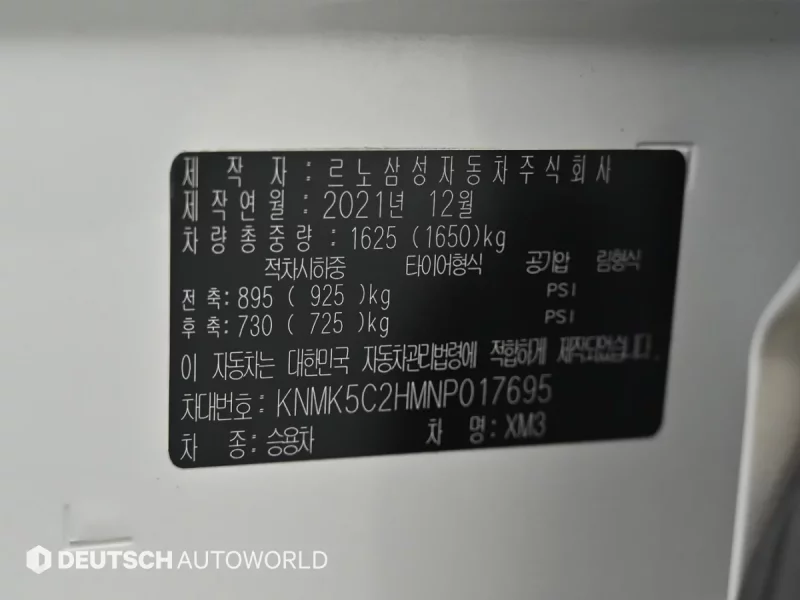 제 작 자 : 르노삼성자동차주식회사
제작연월 : 2021년 12월
차량총중량 : 1625 (1650)kg
적차시하중 타이어형식 공기압 림형식
전 축: 895 ( 925 )kg PSI
후 축: 730 ( 725 )kg PSI
이 자동차는 대한민국 자동차관리법령에 적합하게 제작되었습니다.
차대번호: KNMK5C2HMNP017695
차 종: 승용차 차 명: XM3
DEUTSCH AUTOWORLD